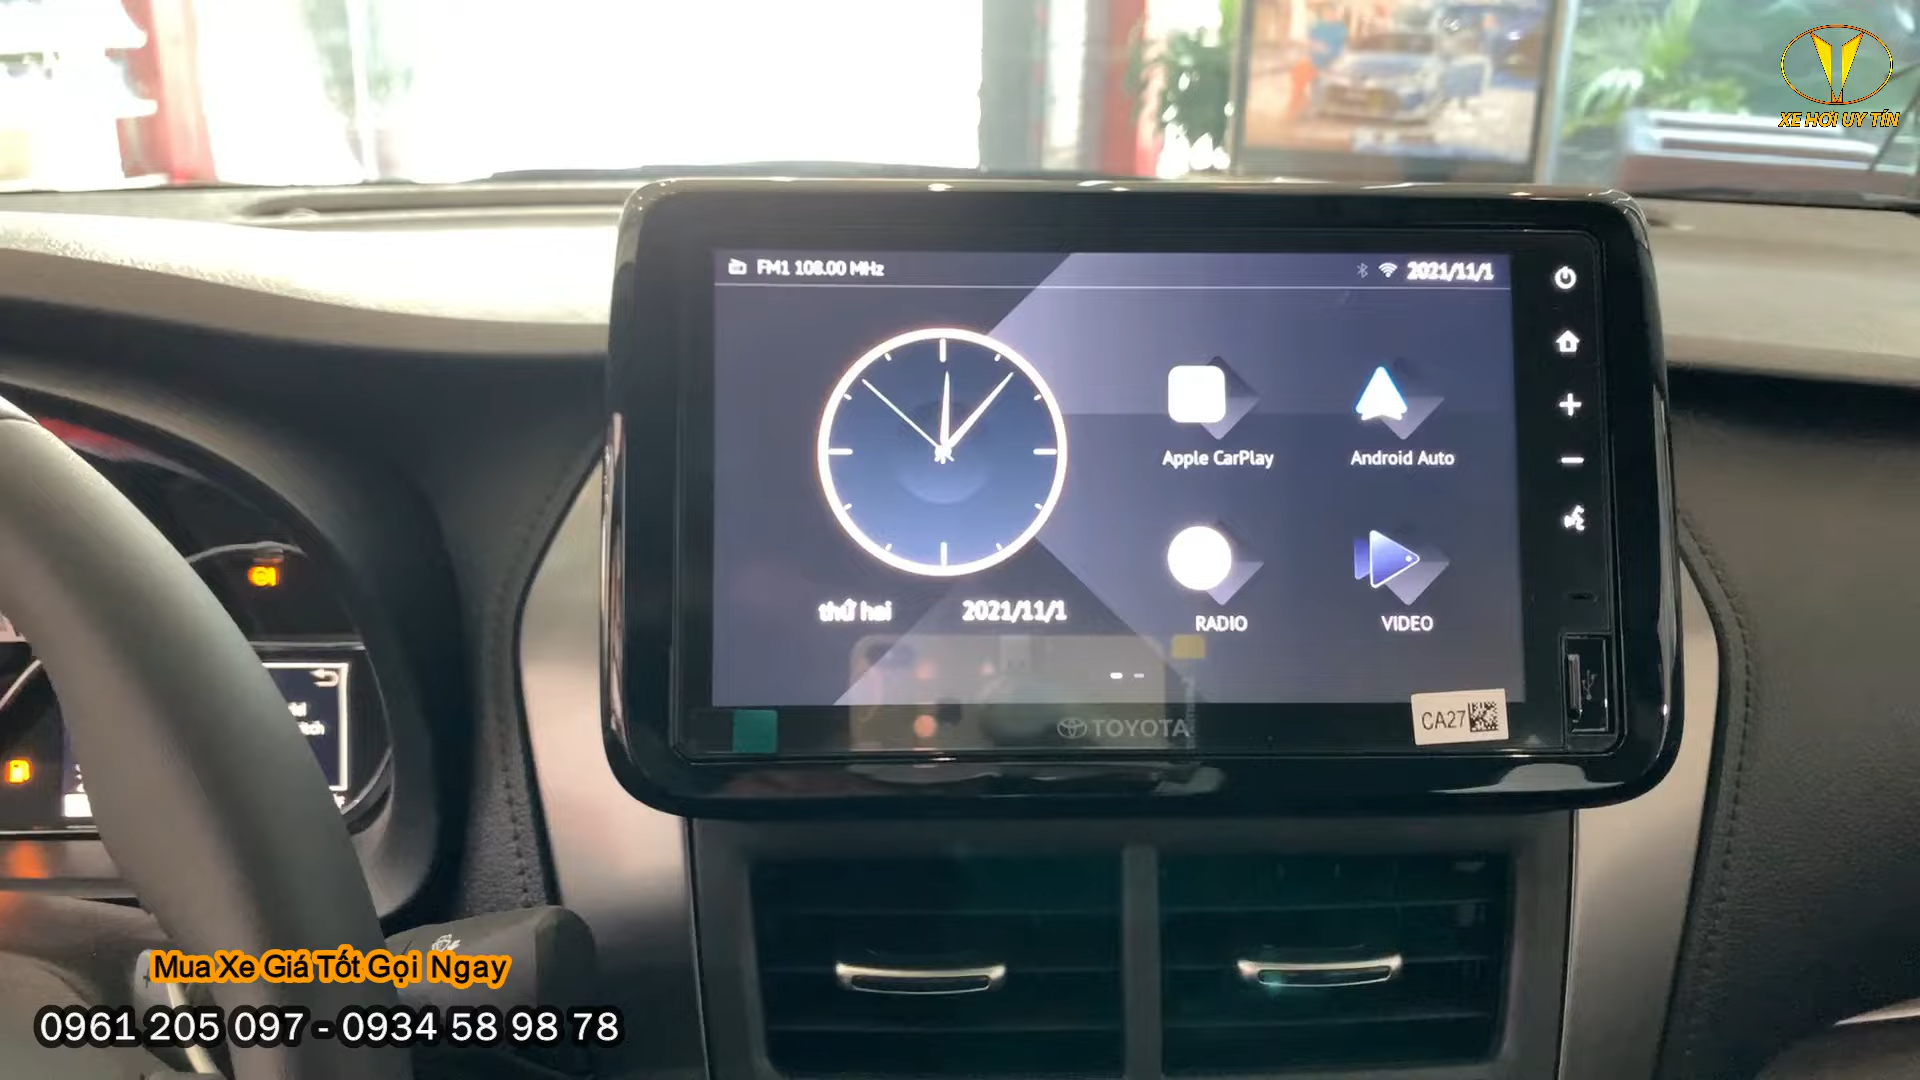 XE HƠI UY TÍN
FM1 108.00 MHz
2021/11/1
Apple CarPlay
Android Auto
thứ hai
2021/11/1
RADIO
VIDEO
TOYOTA
CA27
Mua Xe Giá Tốt Gọi Ngay
0961 205 097 - 0934 58 98 78